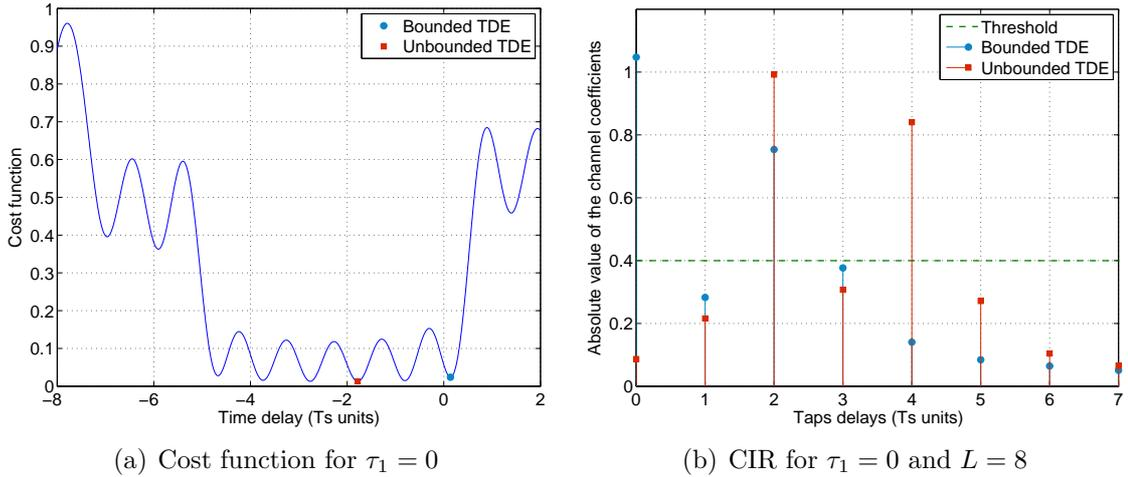 1
0.9
0.8
0.7
0.6
0.5
0.4
0.3
0.2
0.1
0
−8
−6
−4
−2
0
2
Cost function
Time delay (Ts units)
Bounded TDE
Unbounded TDE
(a) Cost function for τ₁ = 0
1
0.8
0.6
0.4
0.2
0
0
1
2
3
4
5
6
7
Absolute value of the channel coefficients
Taps delays (Ts units)
Threshold
Bounded TDE
Unbounded TDE
(b) CIR for τ₁ = 0 and L = 8